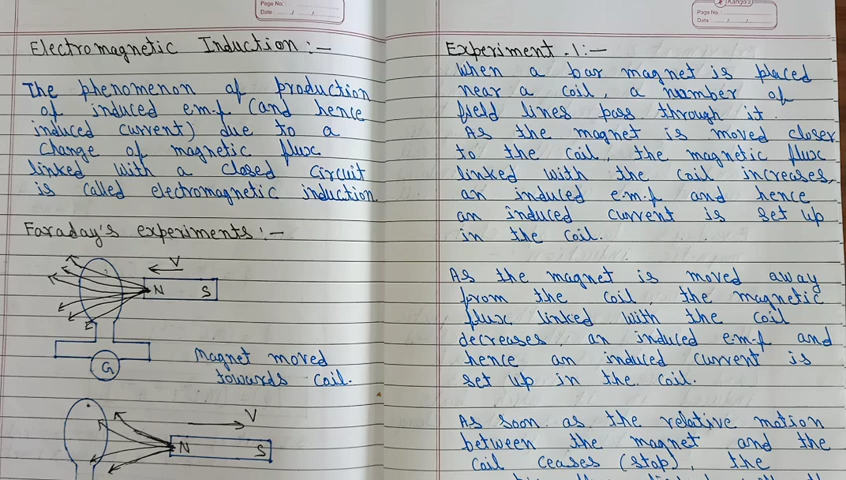 Page No.
Date
Electromagnetic Induction :-
The phenomenon of production
of induced e.m.f (and hence
induced current) due to a
change of magnetic flux
linked with a closed circuit
is called electromagnetic induction.
Faraday's experiments :-
V
N S
G
Magnet moved
towards coil.
V
N S
Page No.
Date
Experiment .1:-
When a bar magnet is placed
near a coil, a number of
field lines pass through it.
As the magnet is moved closer
to the coil, the magnetic flux
linked with the coil increases,
an induced e.m.f and hence
an induced current is set up
in the coil.
As the magnet is moved away
from the coil the magnetic
flux linked with the coil
decreases, an induced e.m.f and
hence an induced current is
set up in the coil.
As soon as the relative motion
between the magnet and the
coil ceases (stop), the